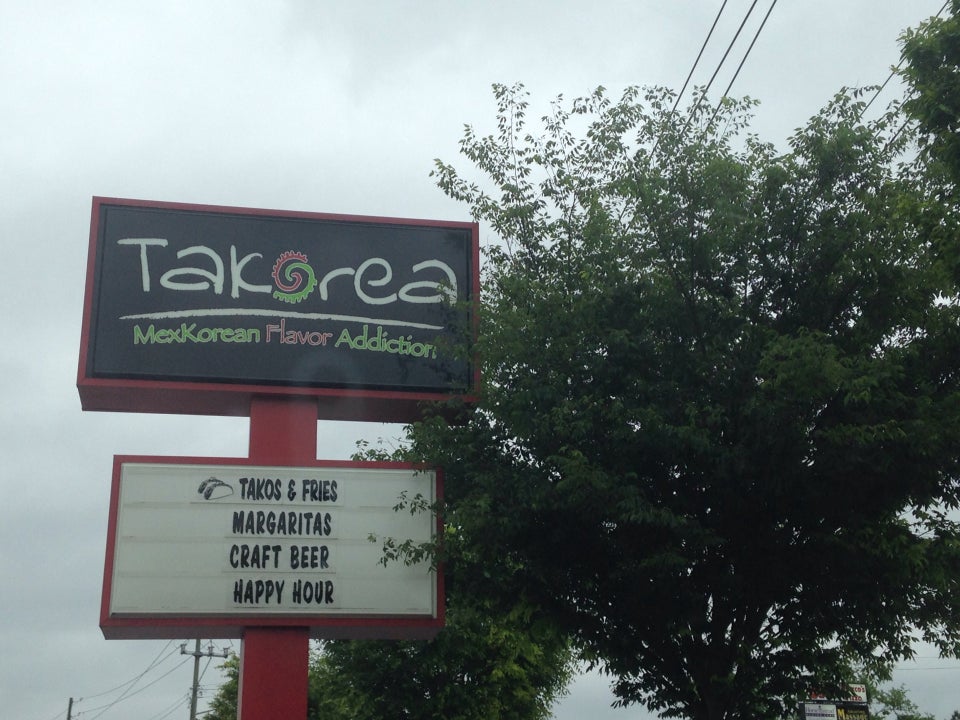 Takorea
MexKorean Flavor Addiction
TAKOS & FRIES
MARGARITAS
CRAFT BEER
HAPPY HOUR